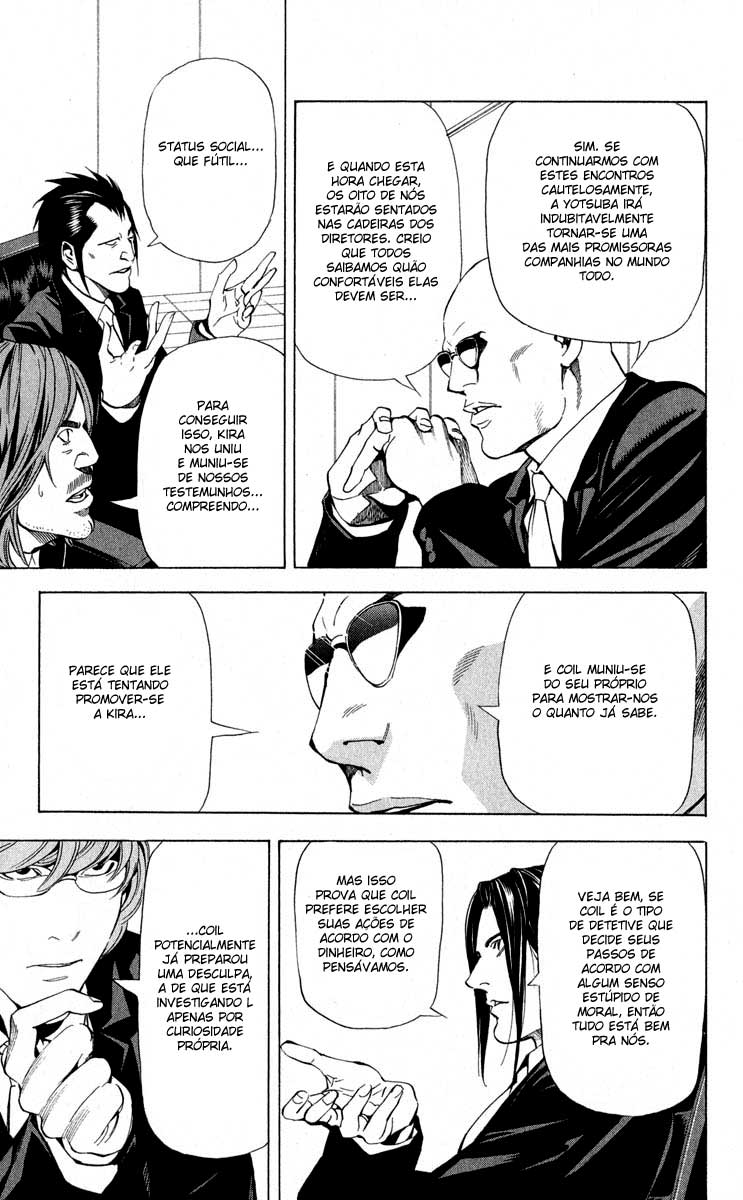 SIM. SE
CONTINUARMOS COM
ESTES ENCONTROS
CAUTELOSAMENTE,
A YOTSUBA IRÁ
INDUBITAVELMENTE
TORNAR-SE UMA
DAS MAIS PROMISSORAS
COMPANHIAS NO MUNDO
TODO.
E QUANDO ESTA
HORA CHEGAR,
OS OITO DE NÓS
ESTARÃO SENTADOS
NAS CADEIRAS DOS
DIRETORES. CREIO
QUE TODOS
SAIBAMOS QUÃO
CONFORTÁVEIS ELAS
DEVEM SER...
STATUS SOCIAL...
QUE FÚTIL...
PARA
CONSEGUIR
ISSO, KIRA
NOS UNIU
E MUNIU-SE
DE NOSSOS
TESTEMUNHOS...
COMPREENDO...
E COIL MUNIU-SE
DO SEU PRÓPRIO
PARA MOSTRAR-NOS
O QUANTO JÁ SABE.
PARECE QUE ELE
ESTÁ TENTANDO
PROMOVER-SE
A KIRA...
VEJA BEM, SE
COIL É O TIPO
DE DETETIVE QUE
DECIDE SEUS
PASSOS DE
ACORDO COM
ALGUM SENSO
ESTÚPIDO DE
MORAL, ENTÃO
TUDO ESTÁ BEM
PRA NÓS.
MAS ISSO
PROVA QUE COIL
PREFERE ESCOLHER
SUAS AÇÕES DE
ACORDO COM O
DINHEIRO, COMO
PENSÁVAMOS.
...COIL
POTENCIALMENTE
JÁ PREPAROU
UMA DESCULPA,
A DE QUE ESTÁ
INVESTIGANDO L
APENAS POR
CURIOSIDADE
PRÓPRIA.